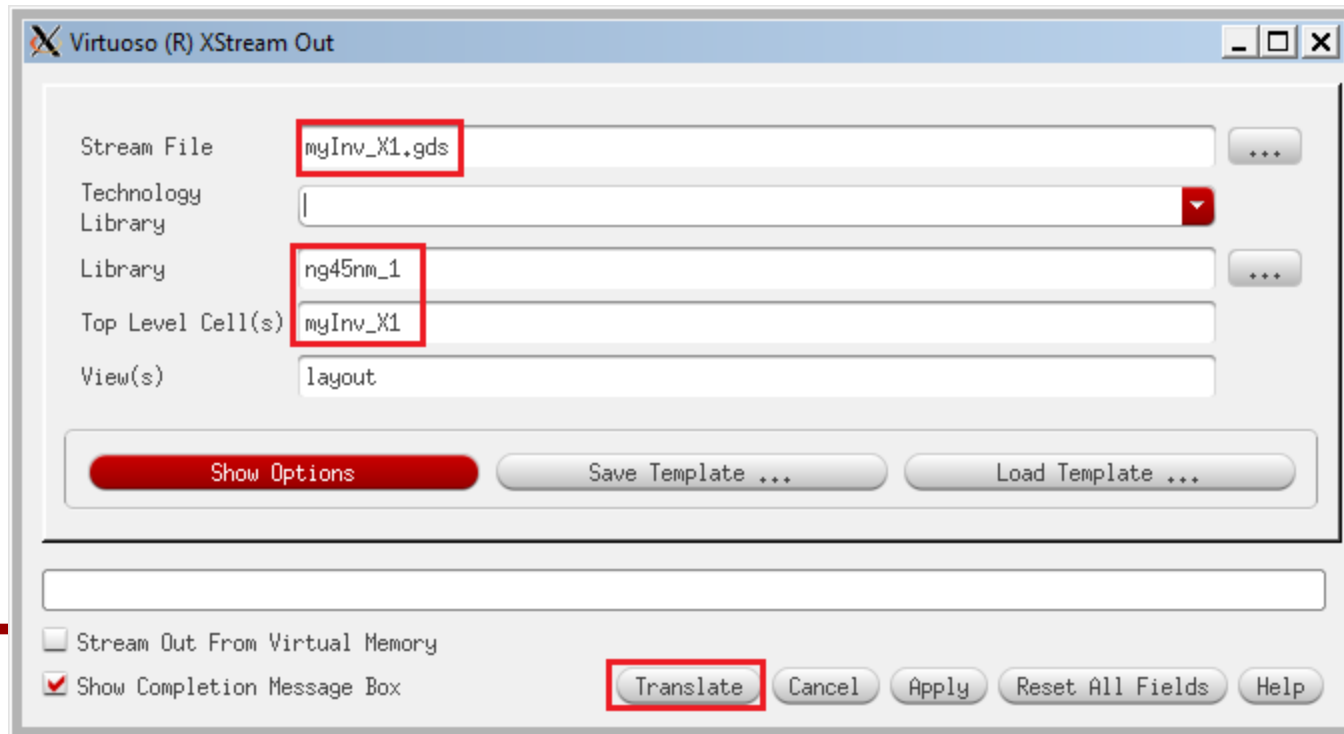 Virtuoso (R) XStream Out
Stream File myInv_X1.gds ...
Technology
Library
Library ng45nm_1 ...
Top Level Cell(s) myInv_X1
View(s) layout
Show Options Save Template ... Load Template ...
Stream Out From Virtual Memory
Show Completion Message Box Translate Cancel Apply Reset All Fields Help